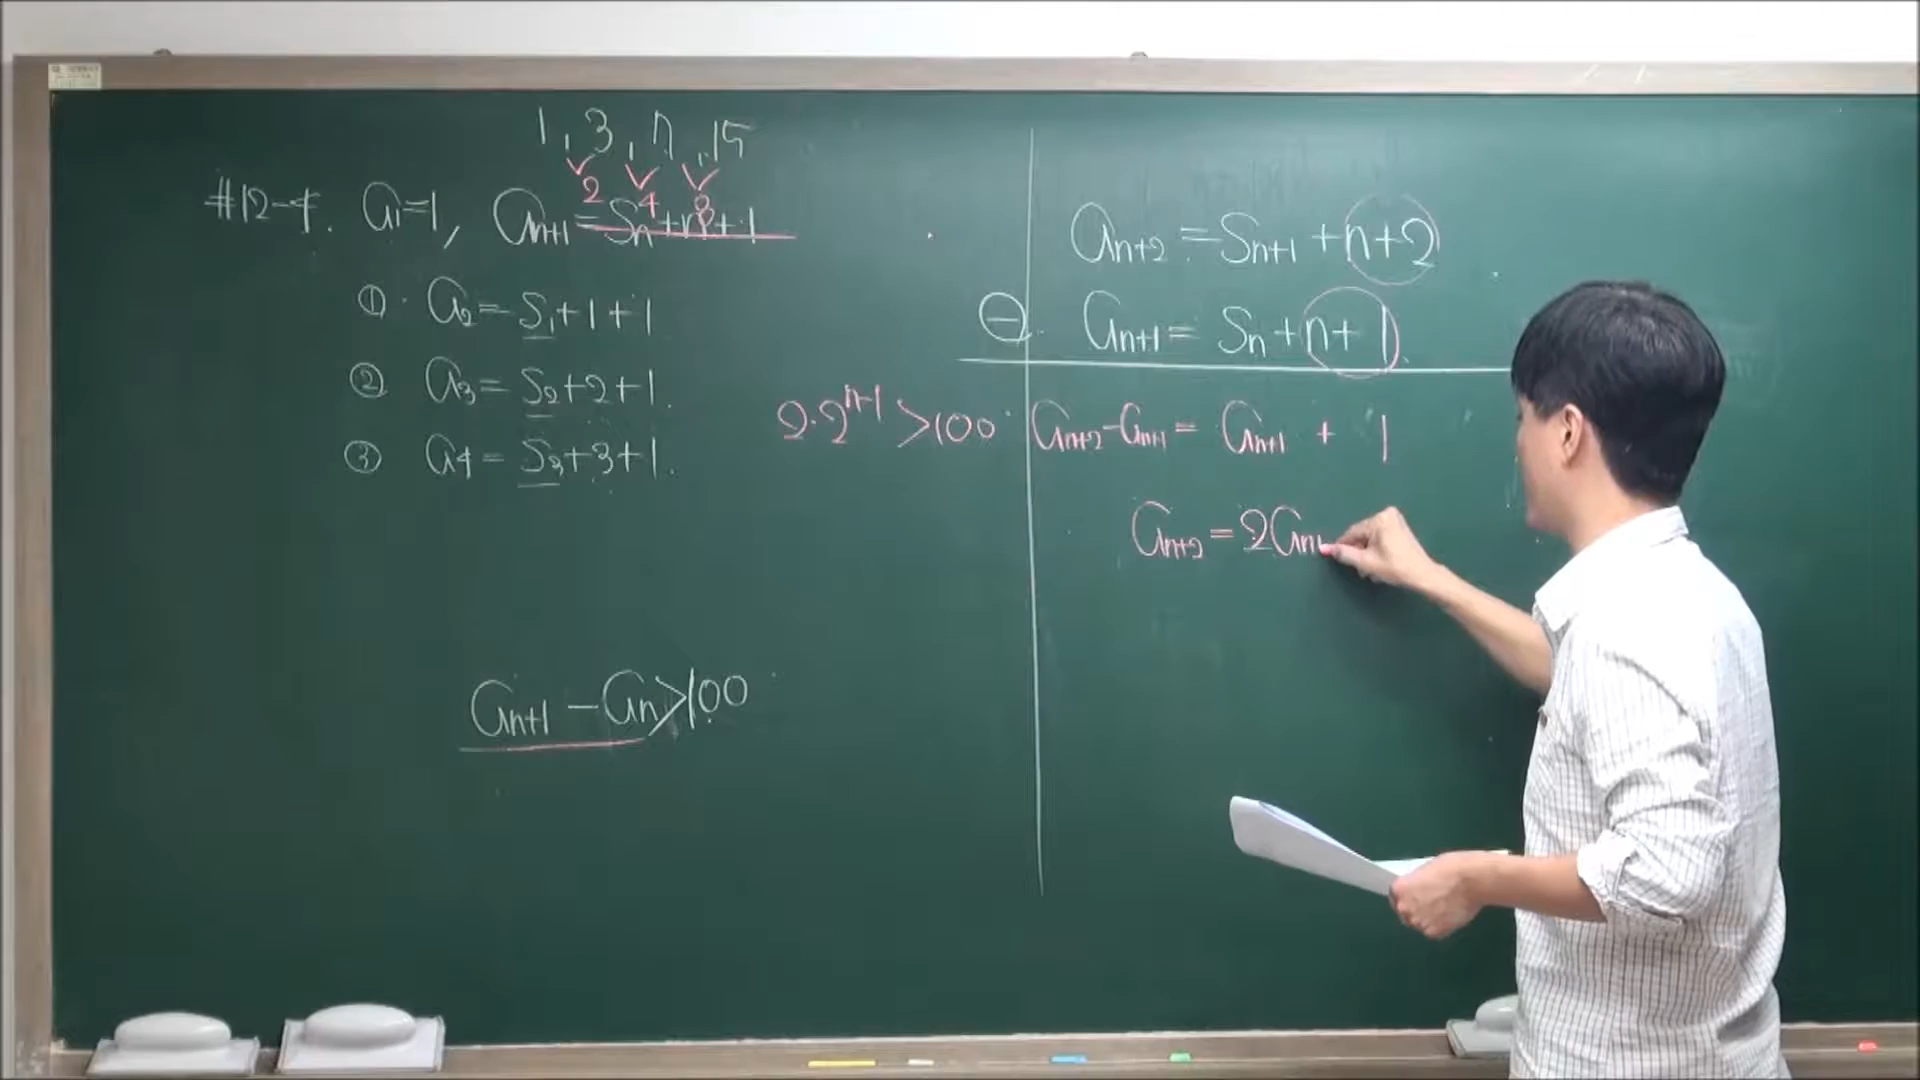 1, 3, 7, 15
2 4 8
#12-4. a₁=1, aₙ₊₁=Sₙ+n+1
① a₂=S₁+1+1
② a₃=S₂+2+1.
③ a₄=S₃+3+1.
aₙ₊₁-aₙ>100
aₙ₊₂=Sₙ₊₁+n+2
⊖ aₙ₊₁=Sₙ+n+1
2·2ⁿ⁻¹>100
aₙ₊₂-aₙ₊₁=aₙ₊₁+1
aₙ₊₂=2aₙ₊